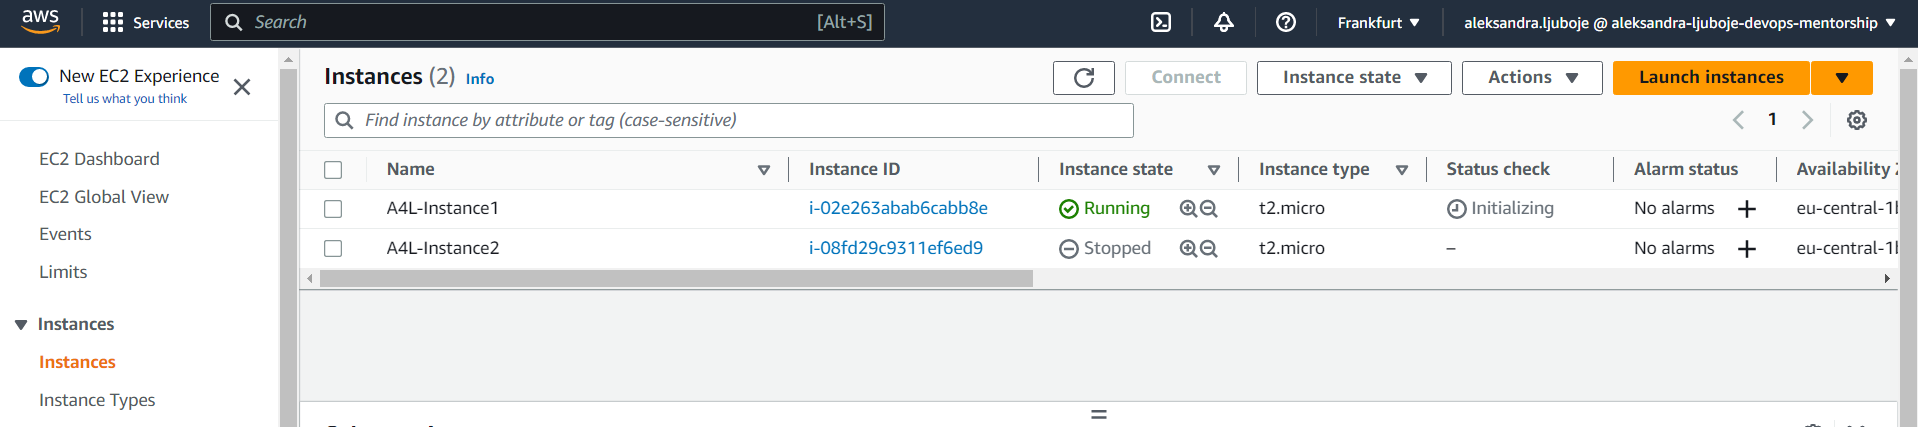 aws Services Search [Alt+S] Frankfurt aleksandra.ljuboje @ aleksandra-ljuboje-devops-mentorship
New EC2 Experience
Tell us what you think
EC2 Dashboard
EC2 Global View
Events
Limits
Instances
Instances
Instance Types
Instances (2) Info Connect Instance state Actions Launch instances
Find instance by attribute or tag (case-sensitive) 1
Name Instance ID Instance state Instance type Status check Alarm status Availability
A4L-Instance1 i-02e263abab6cabb8e Running t2.micro Initializing No alarms + eu-central-1b
A4L-Instance2 i-08fd29c9311ef6ed9 Stopped t2.micro – No alarms + eu-central-1b